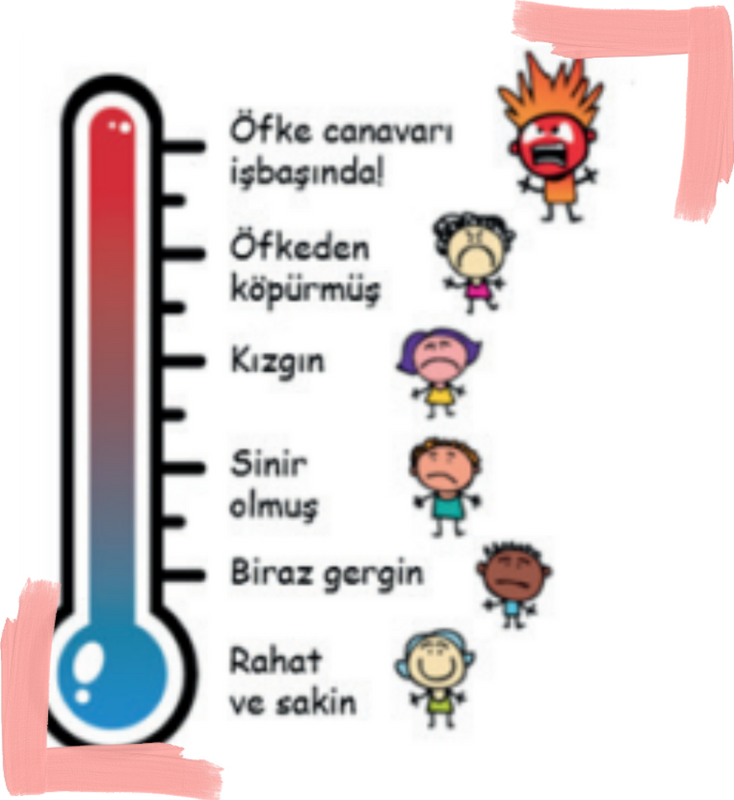 Öfke canavarı
işbaşında!
Öfkeden
köpürmüş
Kızgın
Sinir
olmuş
Biraz gergin
Rahat
ve sakin